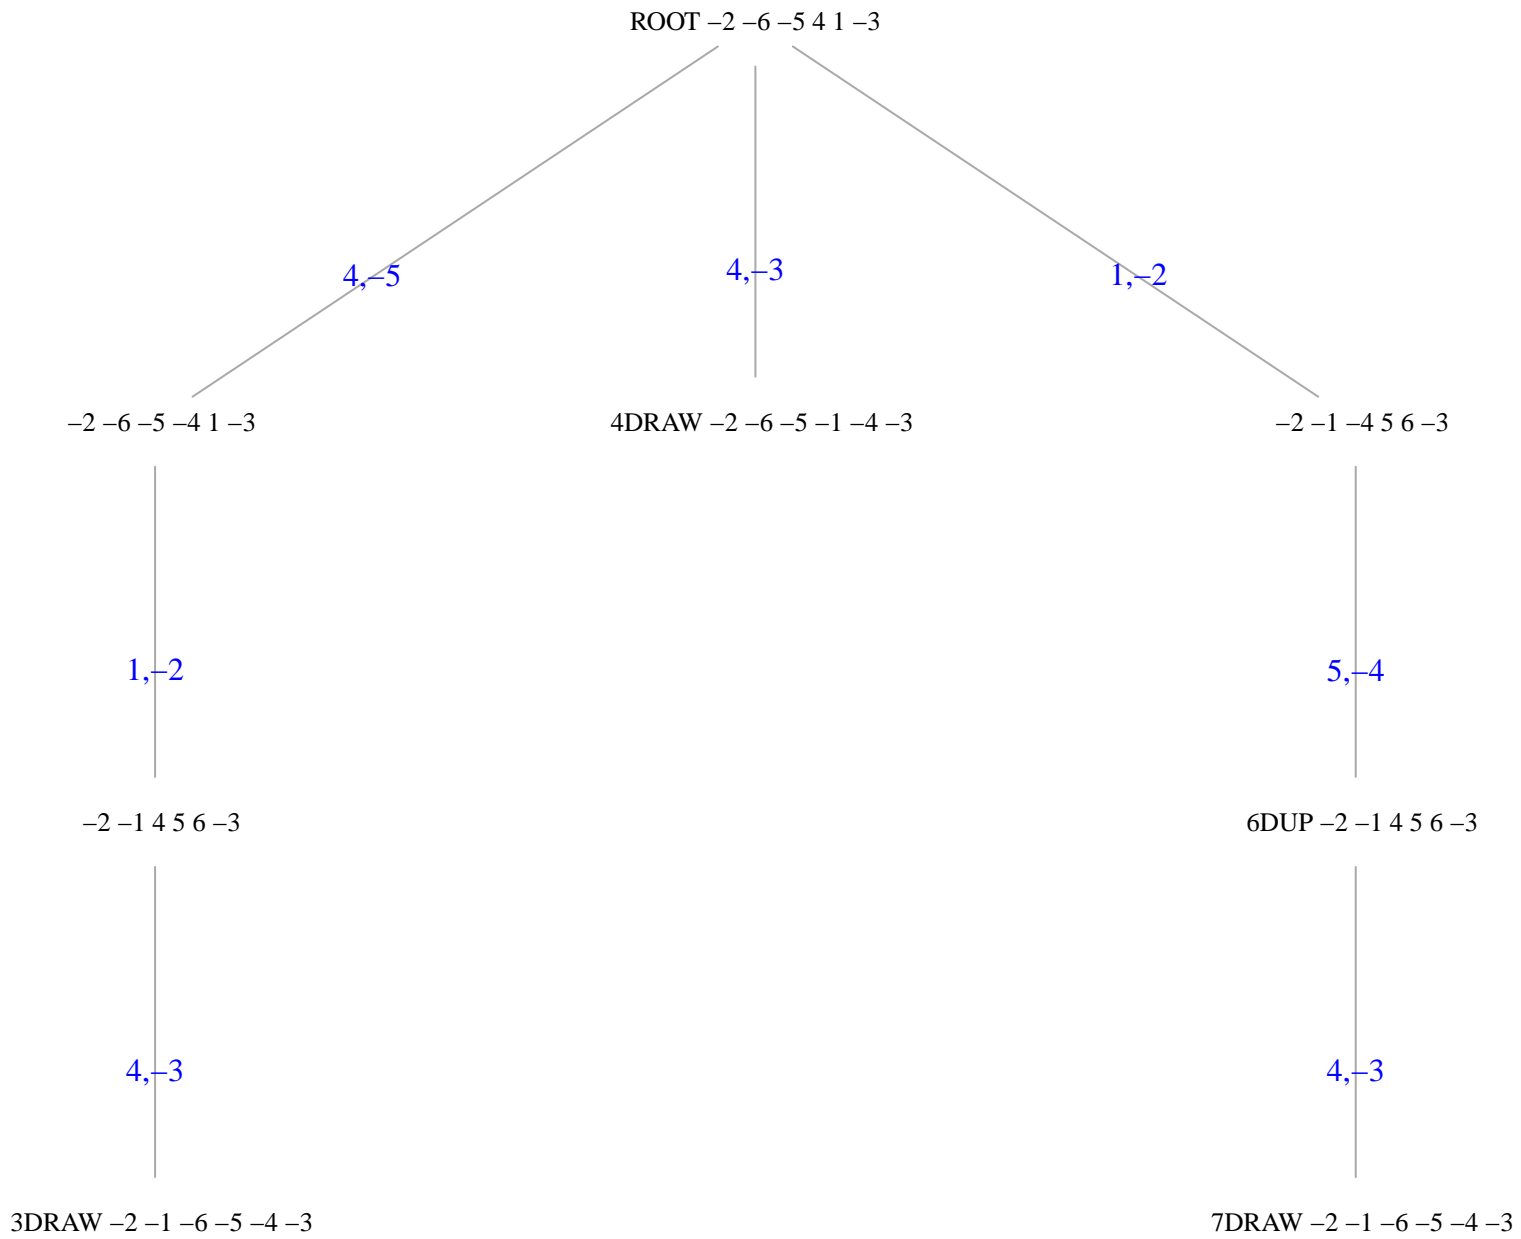 ROOT –2 –6 –5 4 1 –3
4,–5
4,–3
1,–2
–2 –6 –5 –4 1 –3
4DRAW –2 –6 –5 –1 –4 –3
–2 –1 –4 5 6 –3
1,–2
5,–4
–2 –1 4 5 6 –3
6DUP –2 –1 4 5 6 –3
4,–3
4,–3
3DRAW –2 –1 –6 –5 –4 –3
7DRAW –2 –1 –6 –5 –4 –3